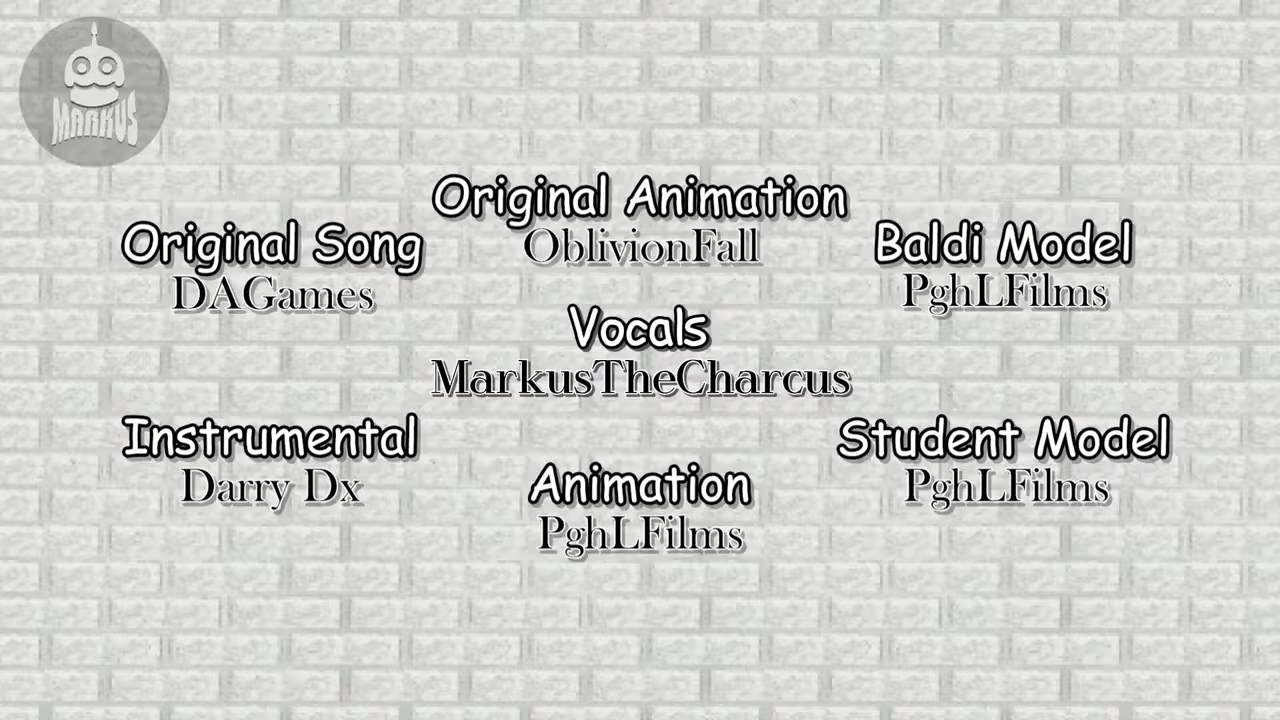 MARKUS
Original Animation
OblivionFall
Original Song
DAGames
Baldi Model
PghLFilms
Vocals
MarkusTheCharcus
Instrumental
Darry Dx
Student Model
PghLFilms
Animation
PghLFilms